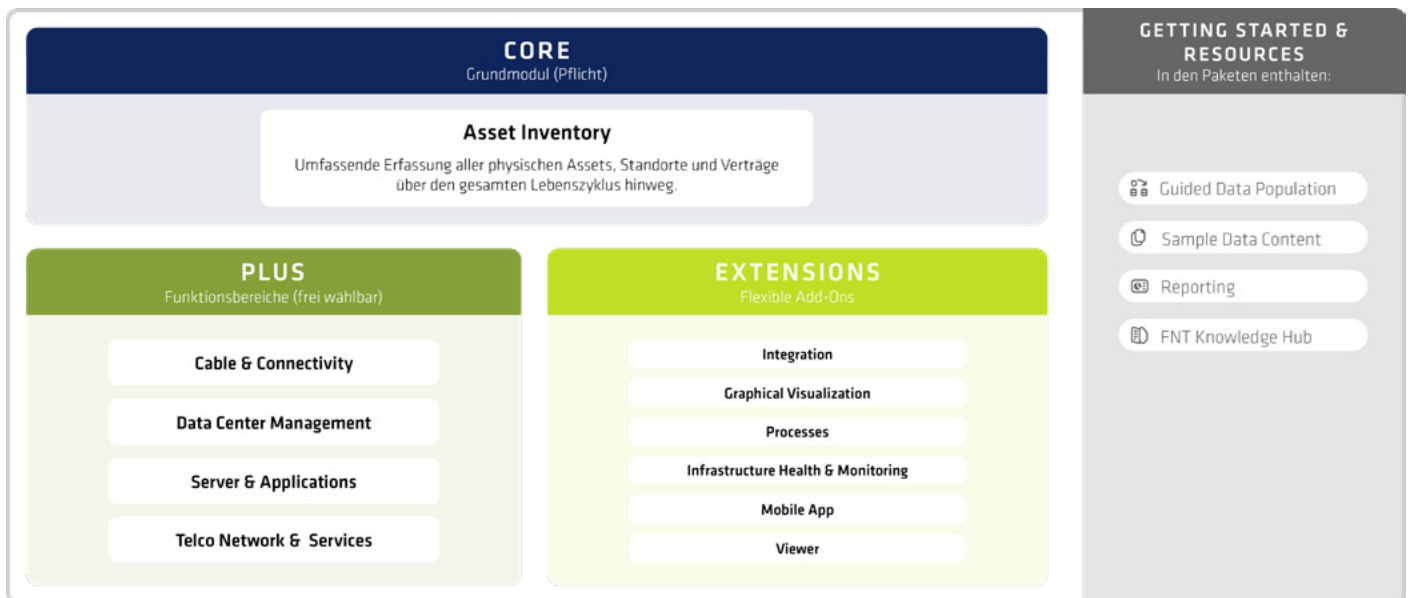 CORE
Grundmodul (Pflicht)
Asset Inventory
Umfassende Erfassung aller physischen Assets, Standorte und Verträge
über den gesamten Lebenszyklus hinweg.
PLUS
Funktionsbereiche (frei wählbar)
Cable & Connectivity
Data Center Management
Server & Applications
Telco Network & Services
EXTENSIONS
Flexible Add-Ons
Integration
Graphical Visualization
Processes
Infrastructure Health & Monitoring
Mobile App
Viewer
GETTING STARTED &
RESOURCES
In den Paketen enthalten:
Guided Data Population
Sample Data Content
Reporting
FNT Knowledge Hub